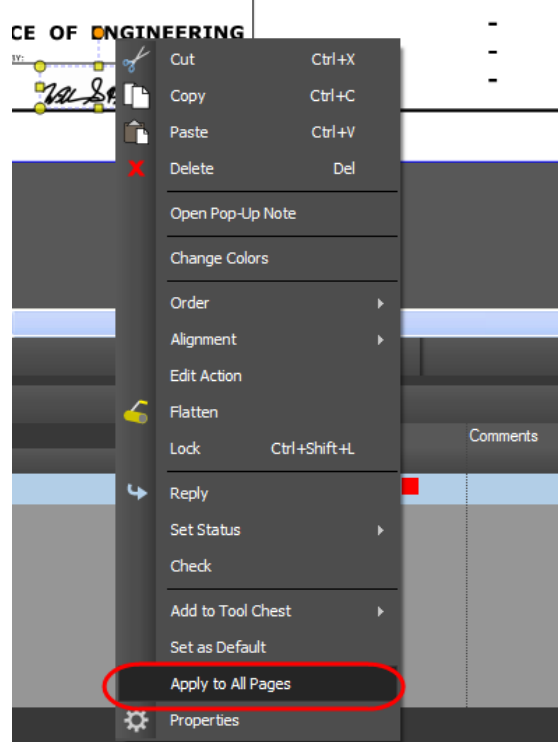 CE OF ENGINEERING
BY:
Cut Ctrl+X
Copy Ctrl+C
Paste Ctrl+V
Delete Del
Open Pop-Up Note
Change Colors
Order
Alignment
Edit Action
Flatten
Lock Ctrl+Shift+L
Comments
Reply
Set Status
Check
Add to Tool Chest
Set as Default
Apply to All Pages
Properties